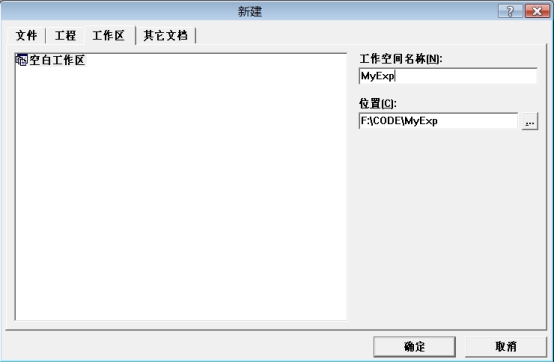 新建
文件 工程 工作区 其它文档
空白工作区
工作空间名称(N):
MyExp
位置(C):
F:\CODE\MyExp
...
确定 取消